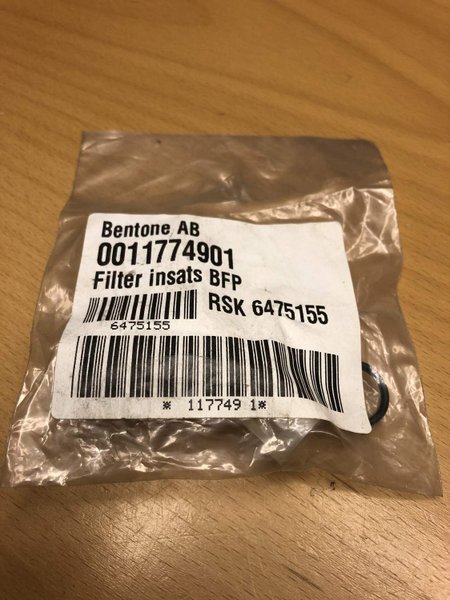 Bentone AB
0011774901
Filter insats BFP
RSK 6475155
6475155
* 117749 1*